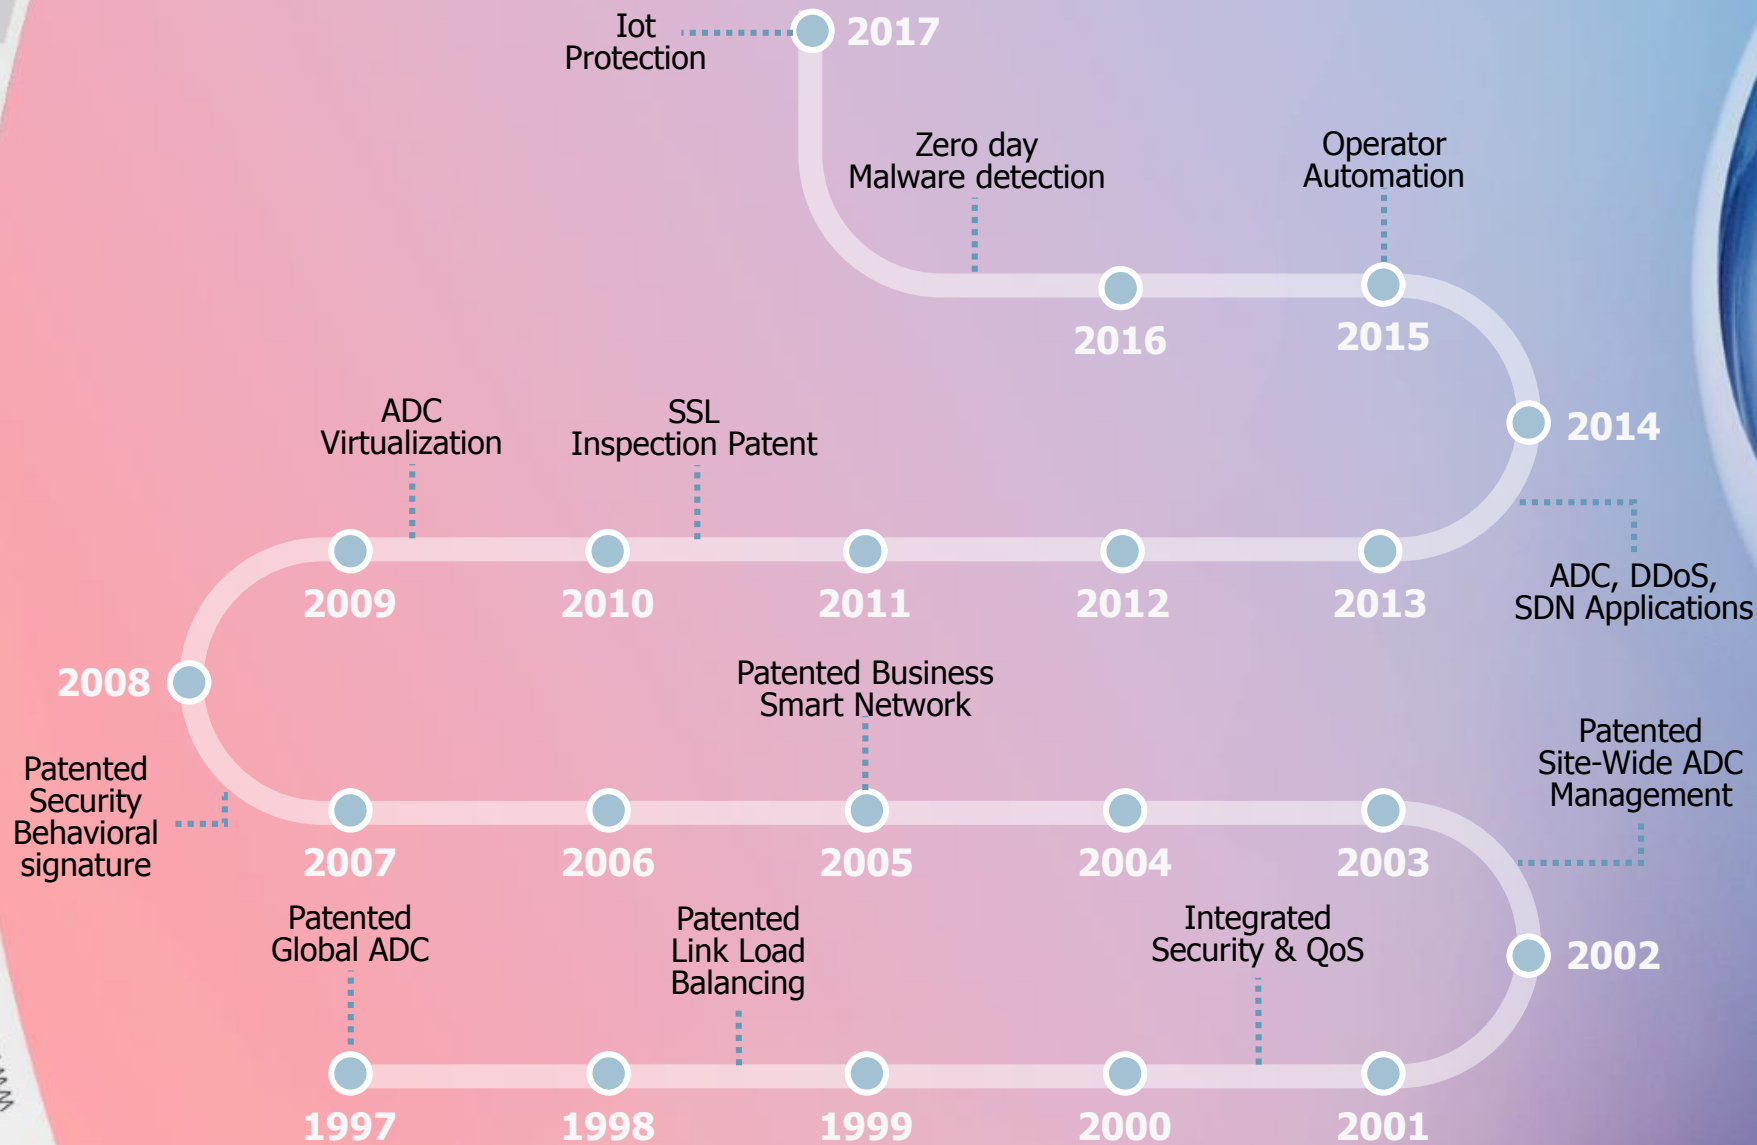 Iot
Protection
2017
Zero day
Malware detection
Operator
Automation
2016
2015
ADC
Virtualization
SSL
Inspection Patent
2014
2009
2010
2011
2012
2013
ADC, DDoS,
SDN Applications
2008
Patented Business
Smart Network
Patented
Site-Wide ADC
Management
Patented
Security
Behavioral
signature
2007
2006
2005
2004
2003
Patented
Global ADC
Patented
Link Load
Balancing
Integrated
Security & QoS
2002
1997
1998
1999
2000
2001